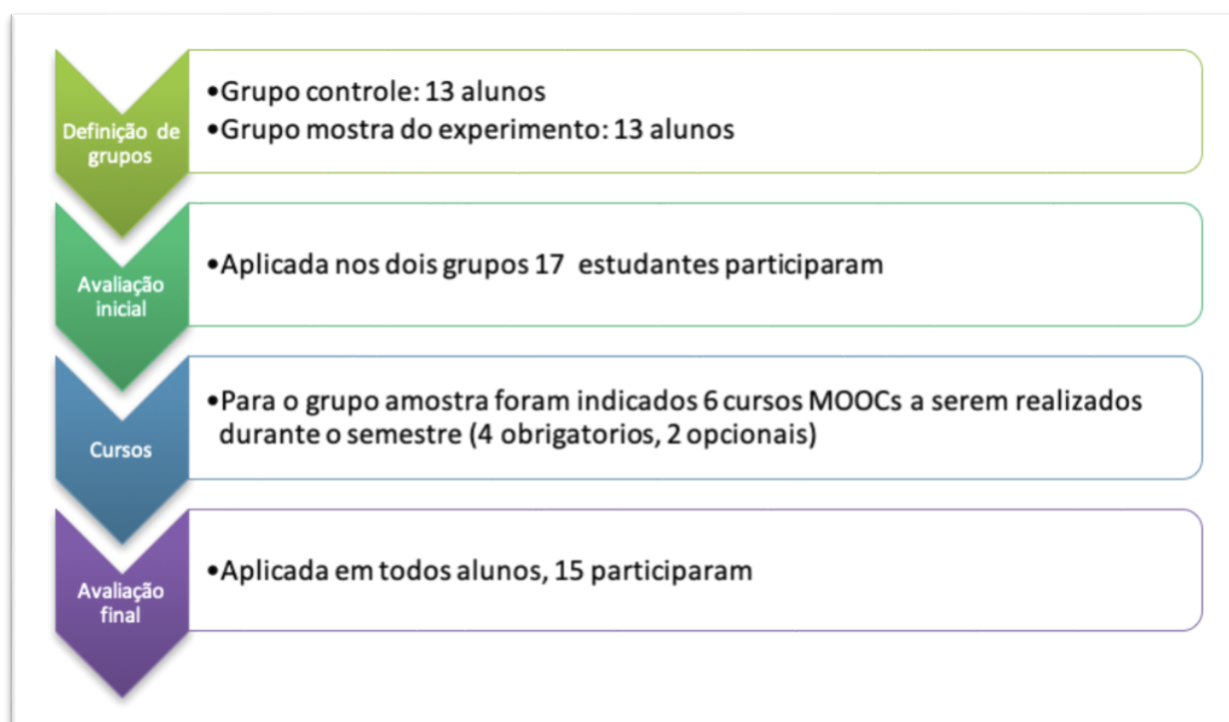 Definição de
grupos
•Grupo controle: 13 alunos
•Grupo mostra do experimento: 13 alunos
Avaliação
inicial
•Aplicada nos dois grupos 17 estudantes participaram
Cursos
•Para o grupo amostra foram indicados 6 cursos MOOCs a serem realizados
durante o semestre (4 obrigatorios, 2 opcionais)
Avaliação
final
•Aplicada em todos alunos, 15 participaram